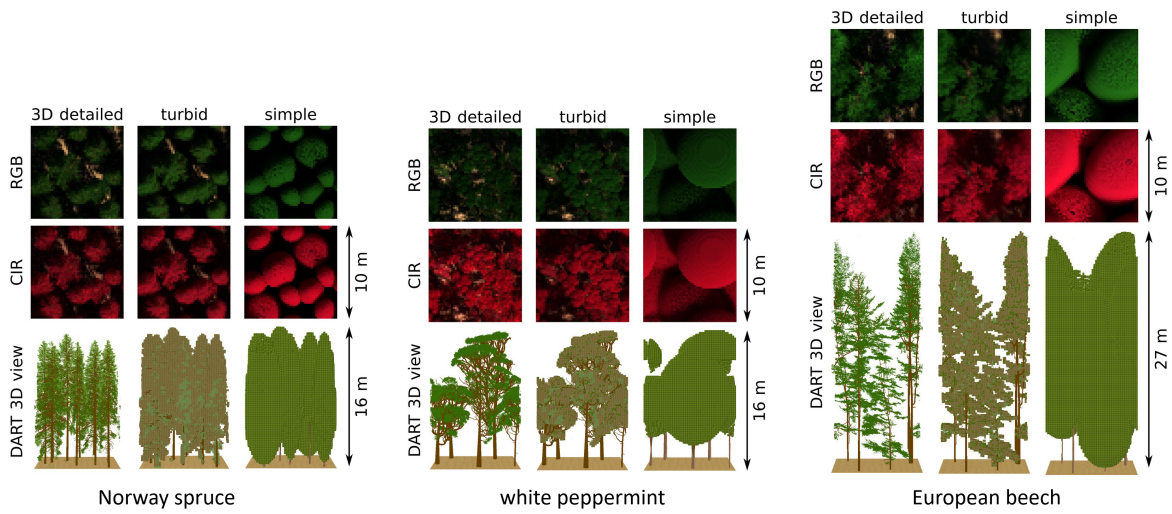 3D detailed turbid simple
RGB
CIR
10 m
DART 3D view
16 m
Norway spruce
3D detailed turbid simple
RGB
CIR
10 m
DART 3D view
16 m
white peppermint
3D detailed turbid simple
RGB
CIR
10 m
DART 3D view
27 m
European beech